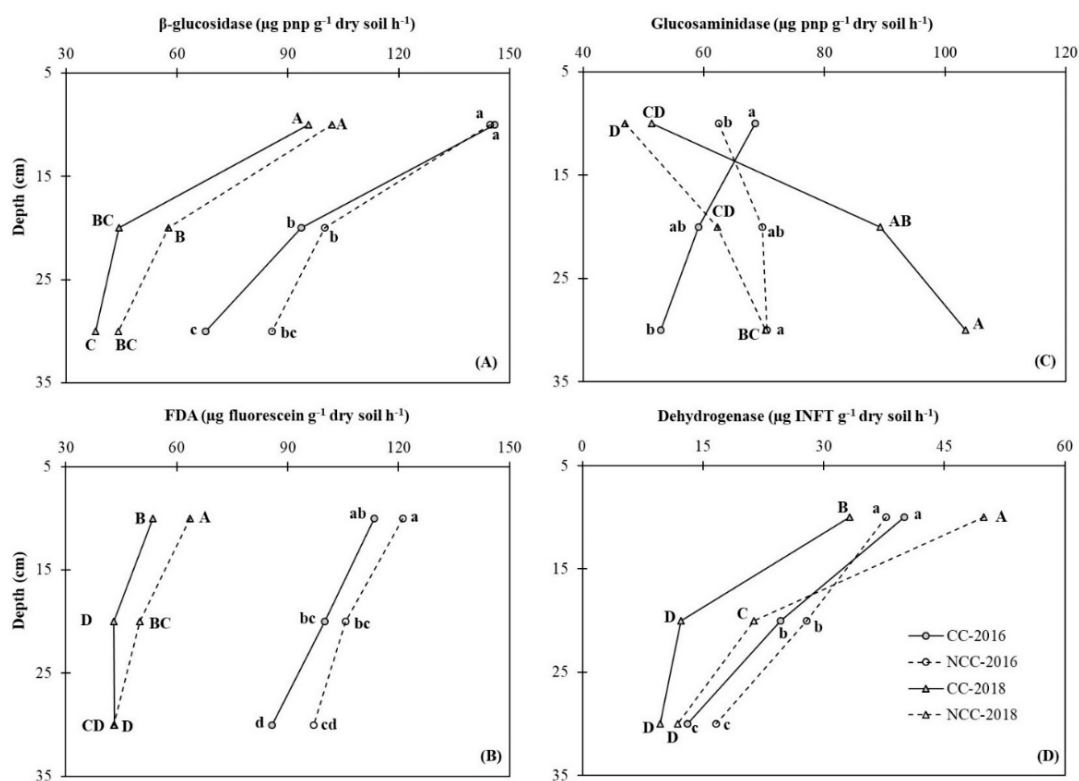 β-glucosidase (µg pnp g⁻¹ dry soil h⁻¹)
30 60 90 120 150
5
15
25
35
Depth (cm)
a
a
A
A
BC
B
b
b
C
BC
c
bc
(A)
Glucosaminidase (µg pnp g⁻¹ dry soil h⁻¹)
40 60 80 100 120
5
15
25
35
D
CD
b
a
ab
CD
ab
AB
b
BC
a
A
(C)
FDA (µg fluorescein g⁻¹ dry soil h⁻¹)
30 60 90 120 150
5
15
25
35
Depth (cm)
B
A
ab
a
D
BC
bc
bc
CD
D
d
cd
(B)
Dehydrogenase (µg INFT g⁻¹ dry soil h⁻¹)
0 15 30 45 60
5
15
25
35
B
a
a
A
D
C
b
b
D
D
c
c
CC-2016
NCC-2016
CC-2018
NCC-2018
(D)